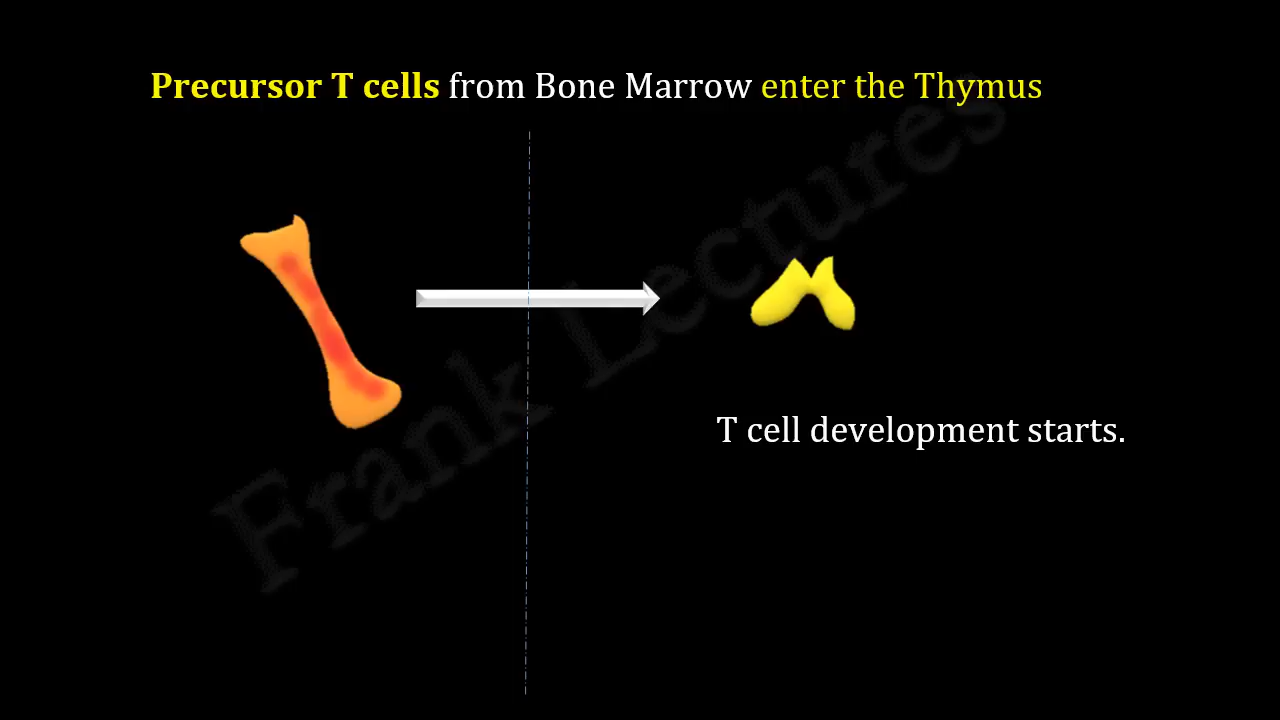 Precursor T cells from Bone Marrow enter the Thymus
Frank Lectures
T cell development starts.